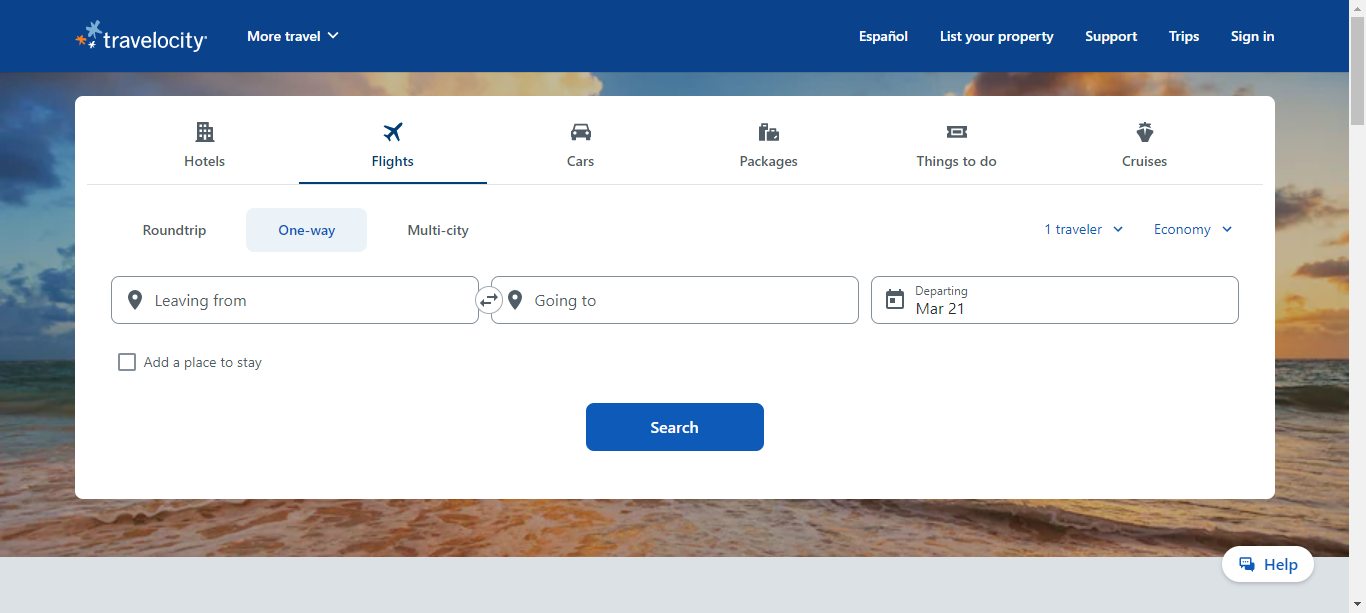 travelocity
More travel
Español
List your property
Support
Trips
Sign in
Hotels
Flights
Cars
Packages
Things to do
Cruises
Roundtrip
One-way
Multi-city
1 traveler
Economy
Leaving from
Going to
Departing
Mar 21
Add a place to stay
Search
Help